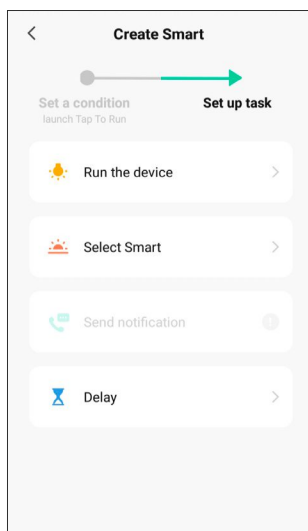 Create Smart
Set a condition
launch Tap To Run
Set up task
Run the device
Select Smart
Send notification
Delay